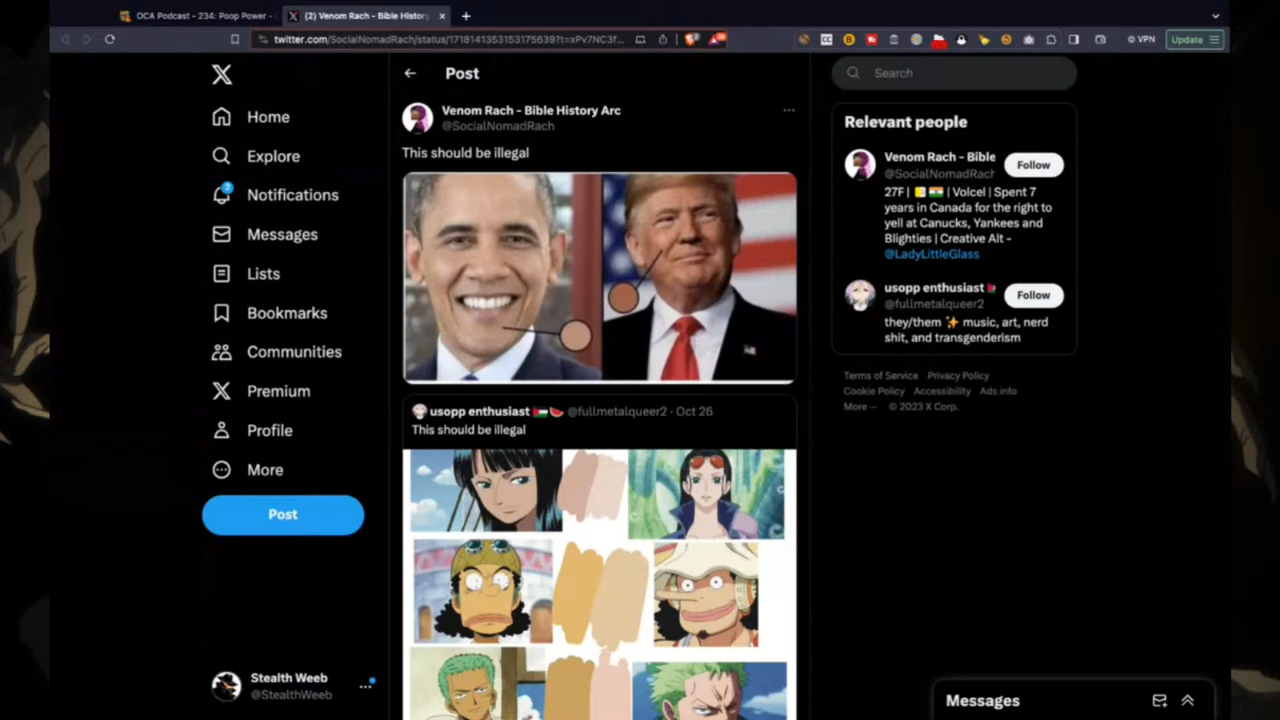 OCA Podcast - 234: Poop Power -
(2) Venom Rach - Bible History
twitter.com/SocialNomadRach/status/1718141353153175639?t=xPv7NC3f...
VPN
Update
Home
Explore
2
Notifications
Messages
Lists
Bookmarks
Communities
Premium
Profile
More
Post
Stealth Weeb
@StealthWeeb
Post
Venom Rach - Bible History Arc
@SocialNomadRach
This should be illegal
usopp enthusiast @fullmetalqueer2 · Oct 26
This should be illegal
Search
Relevant people
Venom Rach - Bible
@SocialNomadRach
Follow
27F | | Volcel | Spent 7
years in Canada for the right to
yell at Canucks, Yankees and
Blighties | Creative Alt -
@LadyLittleGlass
usopp enthusiast
@fullmetalqueer2
Follow
they/them ✨ music, art, nerd
shit, and transgenderism
Terms of Service Privacy Policy
Cookie Policy Accessibility Ads info
More ··· © 2023 X Corp.
Messages